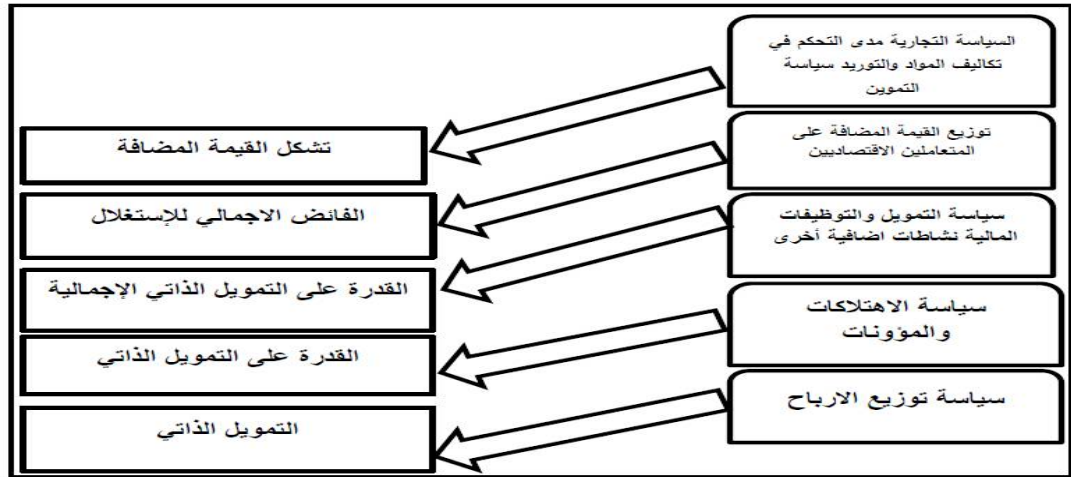 السياسة التجارية مدى التحكم في
تكاليف المواد والتوريد سياسة
التموين
تشكل القيمة المضافة
توزيع القيمة المضافة على
المتعاملين الاقتصاديين
الفائض الاجمالي للإستغلال
سياسة التمويل والتوظيفات
المالية نشاطات اضافية أخرى
القدرة على التمويل الذاتي الإجمالية
سياسة الاهتلاكات
والمؤونات
القدرة على التمويل الذاتي
سياسة توزيع الارباح
التمويل الذاتي